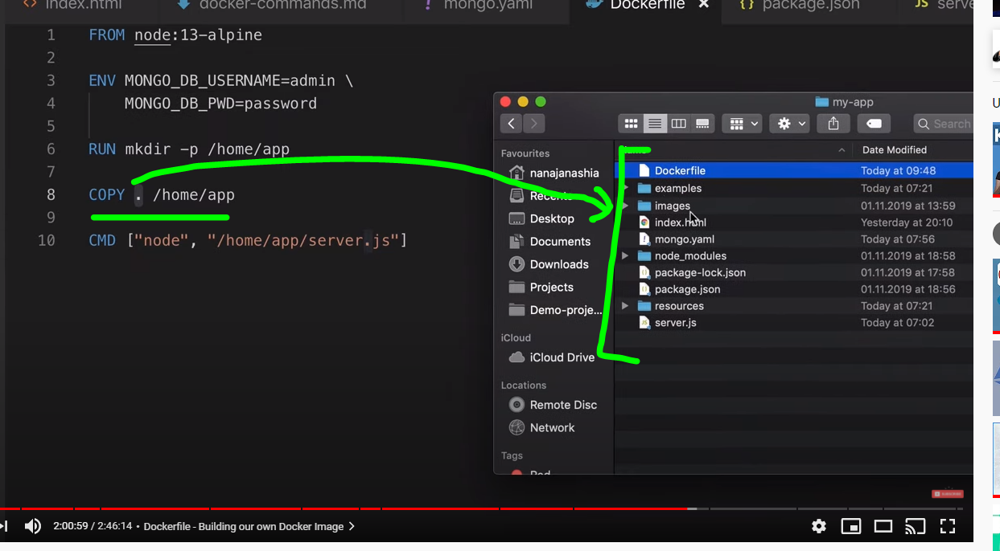 index.html
docker-commands.md
mongo.yaml
Dockerfile
package.json
JS
1 FROM node:13-alpine
2
3 ENV MONGO_DB_USERNAME=admin \
4 MONGO_DB_PWD=password
5
6 RUN mkdir -p /home/app
7
8 COPY . /home/app
9
10 CMD ["node", "/home/app/server.js"]
my-app
Search
Favourites
nanajanashia
Recents
Desktop
Documents
Downloads
Projects
Demo-proje...
iCloud
iCloud Drive
Locations
Remote Disc
Network
Tags
Red
Name Date Modified
Dockerfile Today at 09:48
examples Today at 07:21
images 01.11.2019 at 13:59
index.html Yesterday at 20:10
mongo.yaml Today at 07:56
node_modules 01.11.2019 at 18:58
package-lock.json 01.11.2019 at 17:58
package.json 01.11.2019 at 18:56
resources Today at 07:21
server.js Today at 07:02
SUBSCRIBE
2:00:59 / 2:46:14 • Dockerfile - Building our own Docker Image